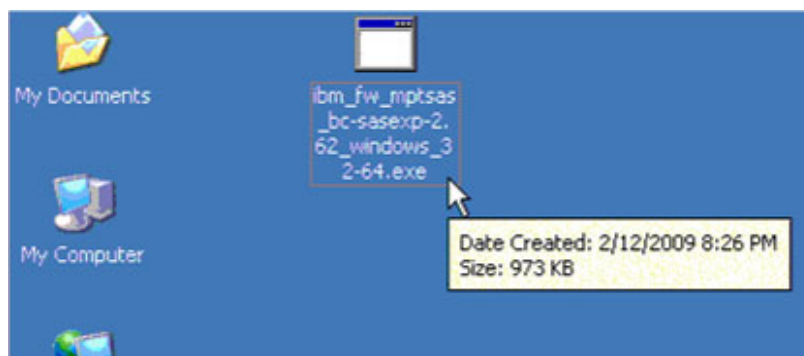 My Documents
ibm_fw_mptsas
_bc-sasexp-2.
62_windows_3
2-64.exe
My Computer
Date Created: 2/12/2009 8:26 PM
Size: 973 KB